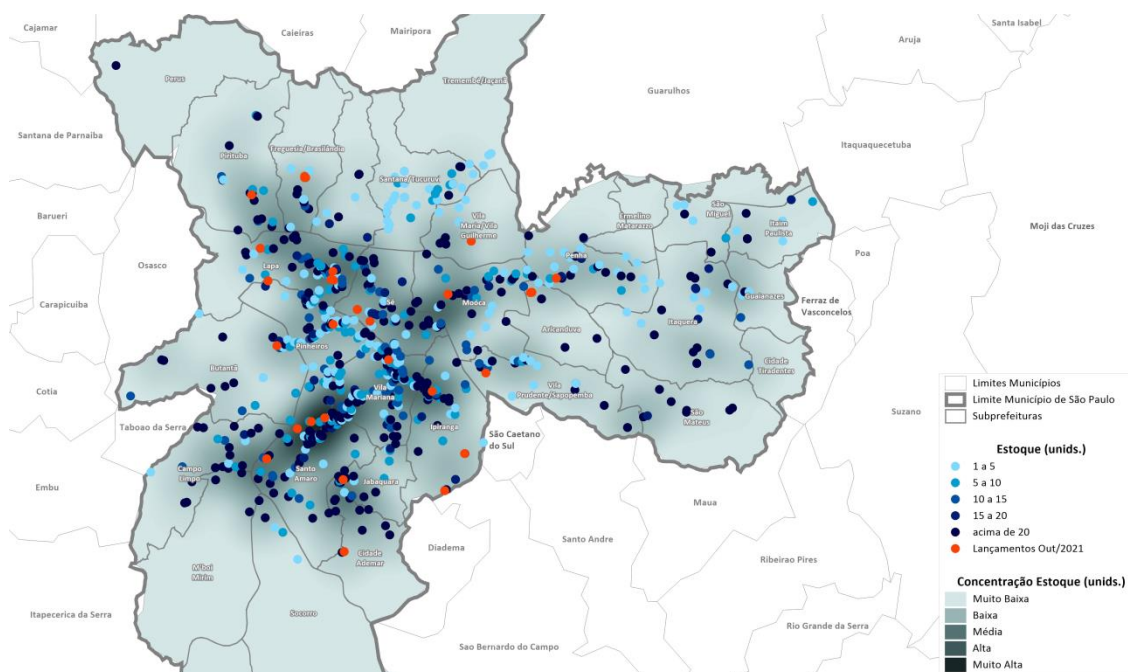 Cajamar
Caieiras
Mairipora
Santa Isabel
Aruja
Perus
Tremembé/Jaçanã
Guarulhos
Santana de Parnaiba
Pirituba
Freguesia/Brasilândia
Santana/Tucuruvi
Itaquaquecetuba
Barueri
Vila
Maria/Vila
Guilherme
Ermelino
Matarazzo
São
Miguel
Itaim
Paulista
Moji das Cruzes
Osasco
Lapa
Penha
Poa
Carapicuiba
Sé
Moóca
Guaianazes
Ferraz de
Vasconcelos
Aricanduva
Itaquera
Pinheiros
Butantã
Cidade
Tiradentes
Cotia
Vila
Mariana
Vila
Prudente/Sapopemba
Taboao da Serra
Ipiranga
São Caetano
do Sul
São
Mateus
Suzano
Campo
Limpo
Santo
Amaro
Jabaquara
Embu
Maua
Cidade
Ademar
Diadema
Santo Andre
Ribeirao Pires
M'boi
Mirim
Itapecerica da Serra
Socorro
Sao Bernardo do Campo
Rio Grande da Serra
Limites Municípios
Limite Município de São Paulo
Subprefeituras
Estoque (unids.)
1 a 5
5 a 10
10 a 15
15 a 20
acima de 20
Lançamentos Out/2021
Concentração Estoque (unids.)
Muito Baixa
Baixa
Média
Alta
Muito Alta